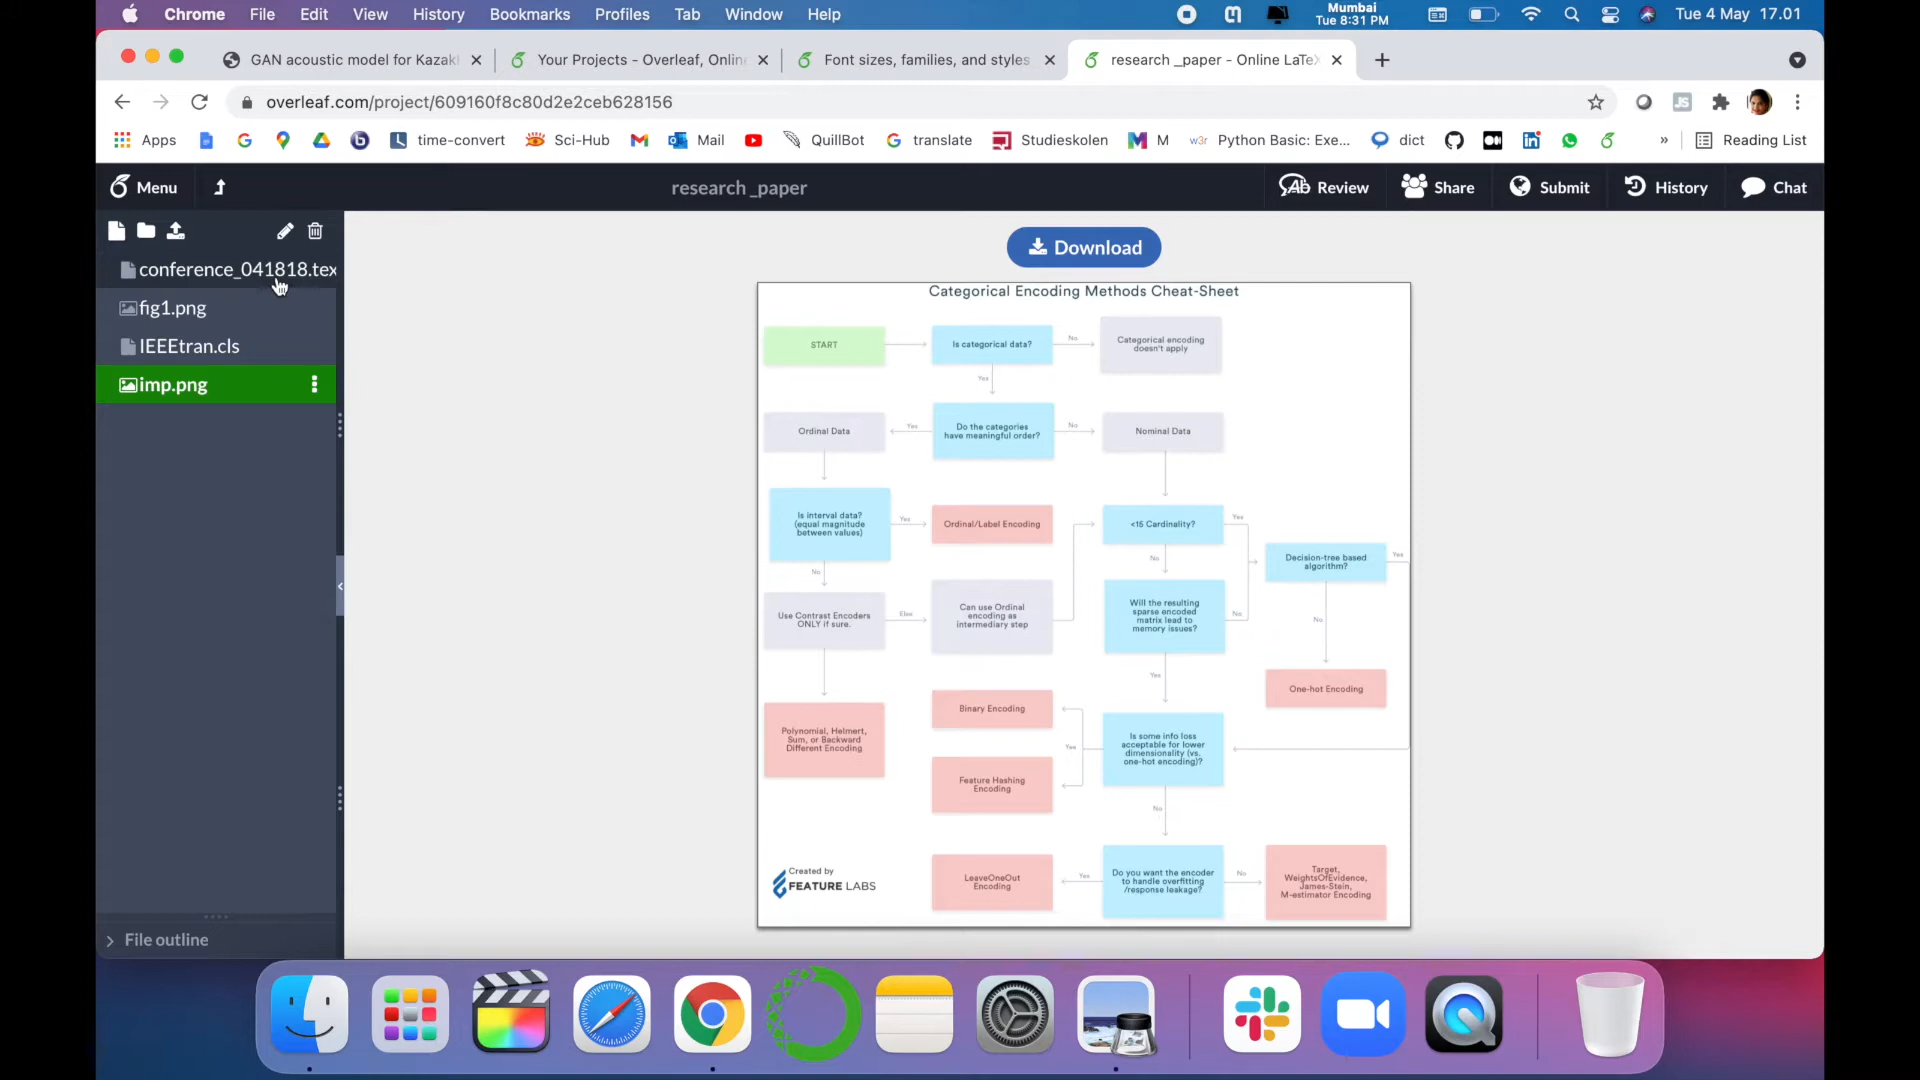 Chrome File Edit View History Bookmarks Profiles Tab Window Help
Mumbai
Tue 8:31 PM
Tue 4 May 17.01
GAN acoustic model for Kazakh
Your Projects - Overleaf, Onlin
Font sizes, families, and styles
research _paper - Online LaTeX
overleaf.com/project/609160f8c80d2e2ceb628156
Apps
time-convert
Sci-Hub
Mail
QuillBot
translate
Studieskolen
M
w3r
Python Basic: Exe...
dict
»
Reading List
Menu
research _paper
Review
Share
Submit
History
Chat
conference_041818.tex
fig1.png
IEEEtran.cls
imp.png
File outline
Download
Categorical Encoding Methods Cheat-Sheet
START
Is categorical data?
No
Categorical encoding
doesn't apply
Yes
Ordinal Data
Yes
Do the categories
have meaningful order?
No
Nominal Data
Is interval data?
(equal magnitude
between values)
Yes
Ordinal/Label Encoding
<15 Cardinality?
Yes
No
No
Decision-tree based
algorithm?
Yes
Use Contrast Encoders
ONLY if sure.
Else
Can use Ordinal
encoding as
intermediary step
Will the resulting
sparse encoded
matrix lead to
memory issues?
No
No
Yes
One-hot Encoding
Polynomial, Helmert,
Sum, or Backward
Different Encoding
Binary Encoding
Yes
Feature Hashing
Encoding
Is some info loss
acceptable for lower
dimensionality (vs.
one-hot encoding)?
No
Created by
FEATURE LABS
LeaveOneOut
Encoding
Yes
Do you want the encoder
to handle overfitting
/response leakage?
No
Target,
WeightsOfEvidence,
James-Stein,
M-estimator Encoding